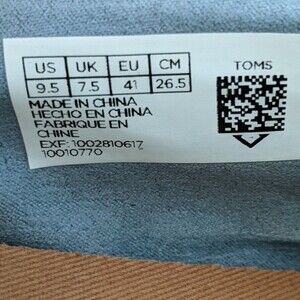 US UK EU CM TOMS
9.5 7.5 41 26.5
MADE IN CHINA
HECHO EN CHINA
FABRIQUE EN
CHINE
EXF: 1002810617
10010770